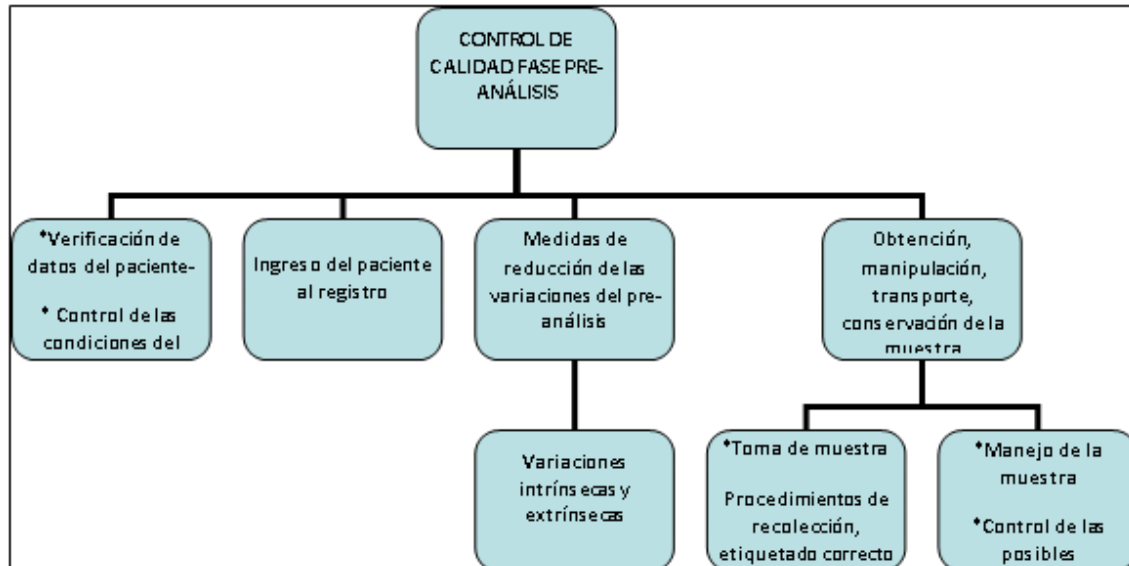 CONTROL DE
CALIDAD FASE PRE-
ANÁLISIS
*Verificación de
datos del paciente-
* Control de las
condiciones del
Ingreso del paciente
al registro
Medidas de
reducción de las
variaciones del pre-
análisis
Obtención,
manipulación,
transporte,
conservación de la
muestra
Variaciones
intrínsecas y
extrínsecas
*Toma de muestra
Procedimientos de
recolección,
etiquetado correcto
*Manejo de la
muestra
*Control de las
posibles